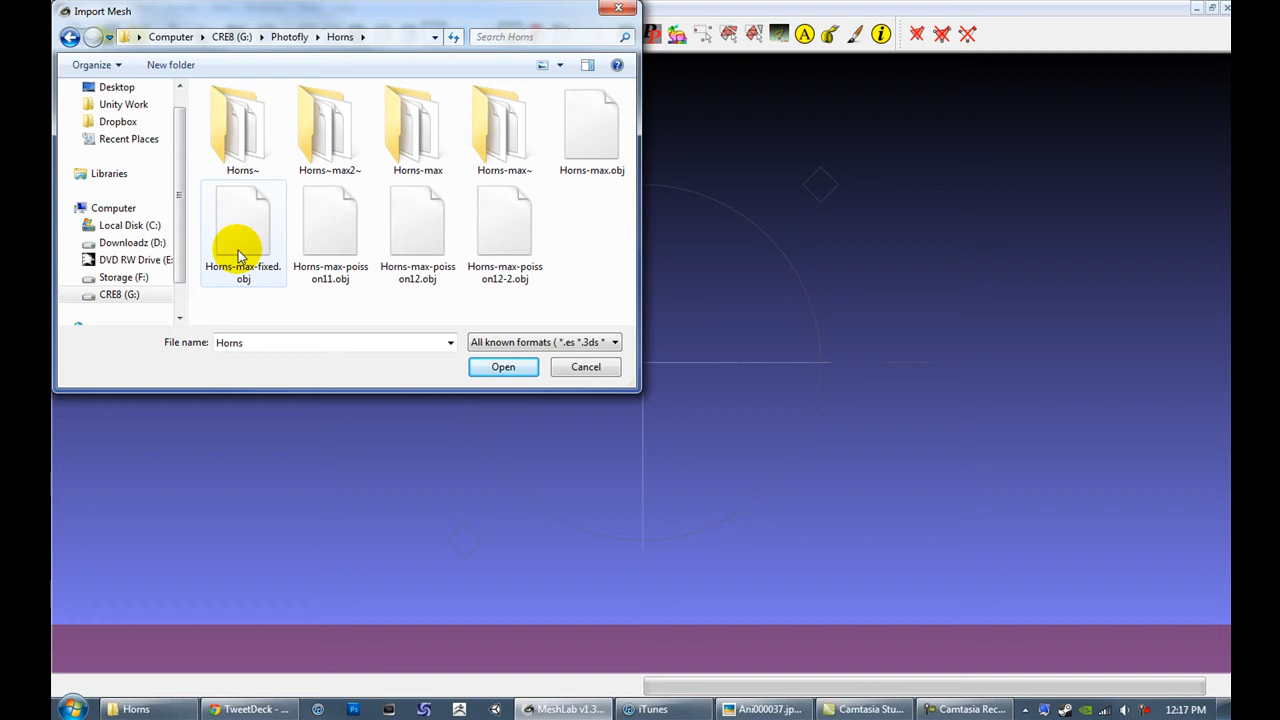 Import Mesh
Computer
CRE8 (G:)
Photofly
Horns
Search Horns
A
i
Organize
New folder
?
Desktop
Unity Work
Dropbox
Recent Places
Libraries
Computer
Local Disk (C:)
Downloadz (D:)
DVD RW Drive (E:
Storage (F:)
CRE8 (G:)
Horns~
Horns~max2~
Horns-max
Horns-max~
Horns-max.obj
Horns-max-fixed.
obj
Horns-max-poiss
on11.obj
Horns-max-poiss
on12.obj
Horns-max-poiss
on12-2.obj
File name:
Horns
All known formats ( *.es *.3ds *
Open
Cancel
Horns
TweetDeck - ...
Ps
MeshLab v1.3...
iTunes
Ani000037.jp...
Camtasia Stu...
Camtasia Rec...
12:17 PM